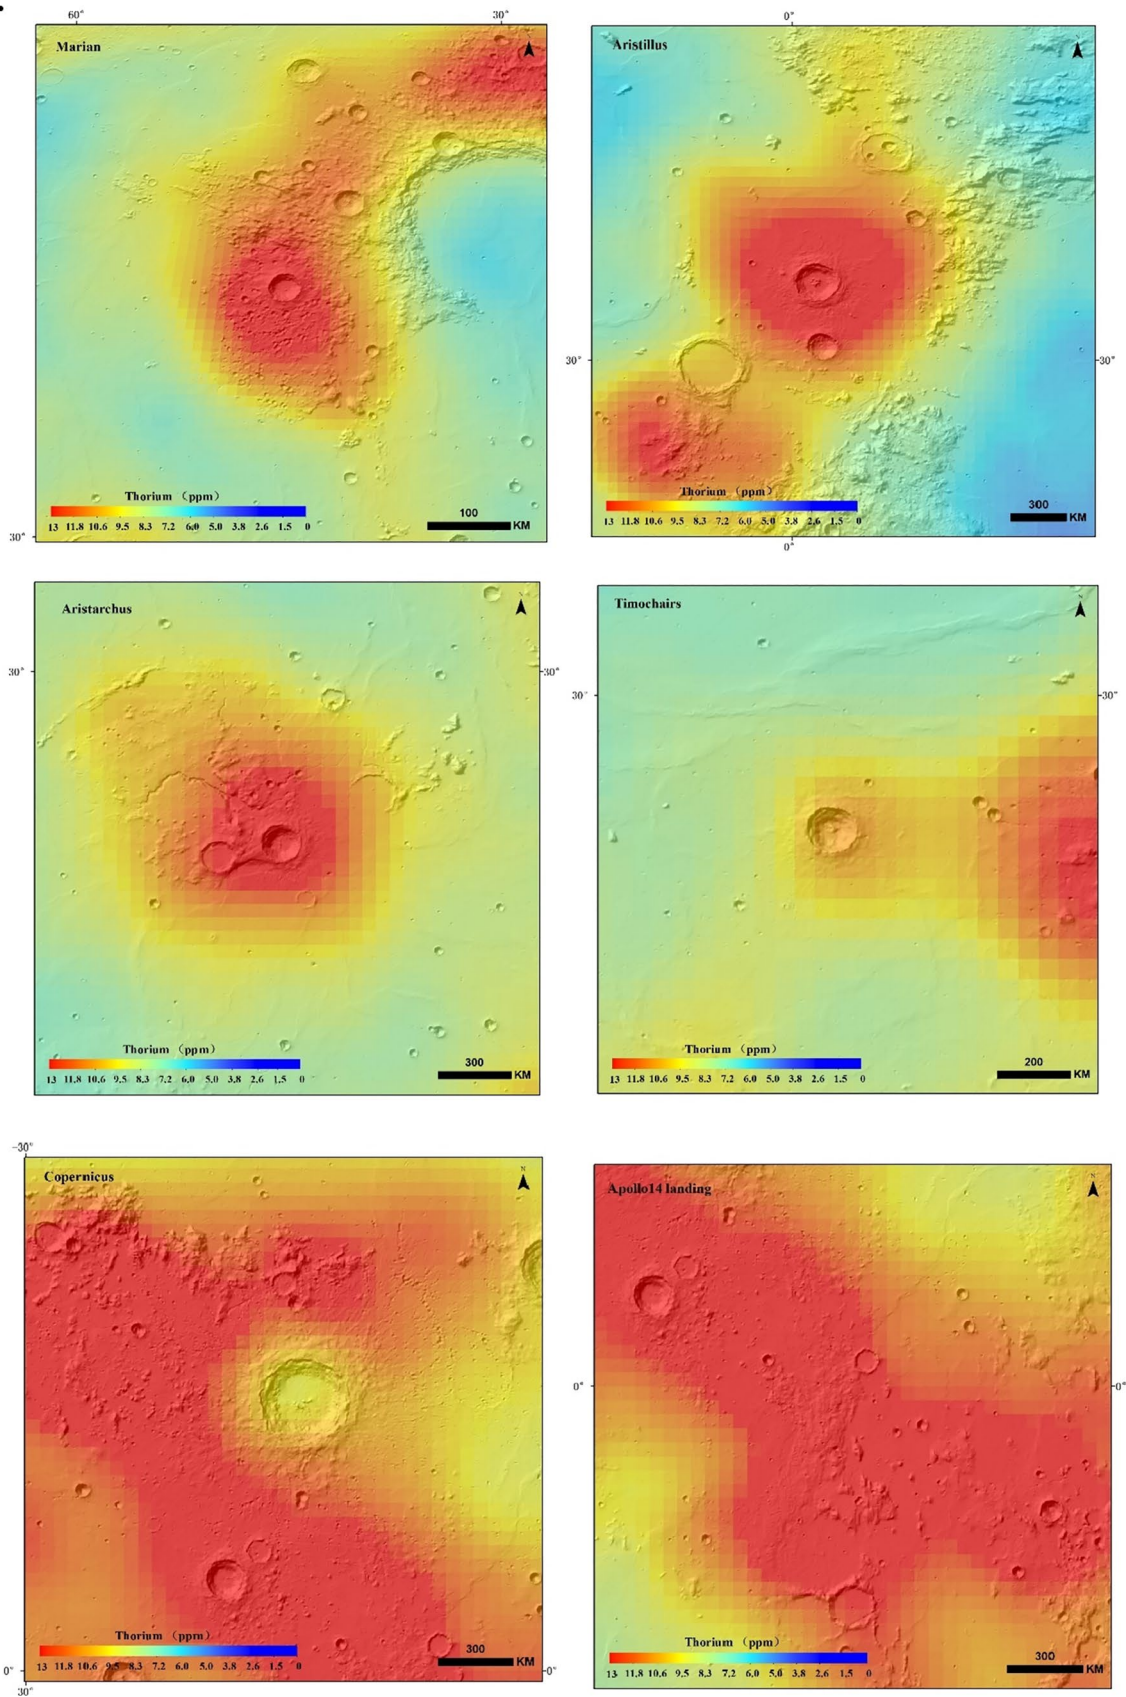 60°
30°
Marian
Thorium （ppm）
13 11.8 10.6 9.5 8.3 7.2 6.0 5.0 3.8 2.6 1.5 0
100
KM
30°
0°
Aristillus
30°
30°
Thorium （ppm）
13 11.8 10.6 9.5 8.3 7.2 6.0 5.0 3.8 2.6 1.5 0
300
KM
0°
N
Aristarchus
30°
30°
Thorium （ppm）
13 11.8 10.6 9.5 8.3 7.2 6.0 5.0 3.8 2.6 1.5 0
300
KM
N
Timochairs
30°
30°
Thorium （ppm）
13 11.8 10.6 9.5 8.3 7.2 6.0 5.0 3.8 2.6 1.5 0
200
KM
-30°
N
Copernicus
Thorium （ppm）
13 11.8 10.6 9.5 8.3 7.2 6.0 5.0 3.8 2.6 1.5 0
300
KM
0°
0°
30°
N
Apollo14 landing
0°
0°
Thorium （ppm）
13 11.8 10.6 9.5 8.3 7.2 6.0 5.0 3.8 2.6 1.5 0
300
KM